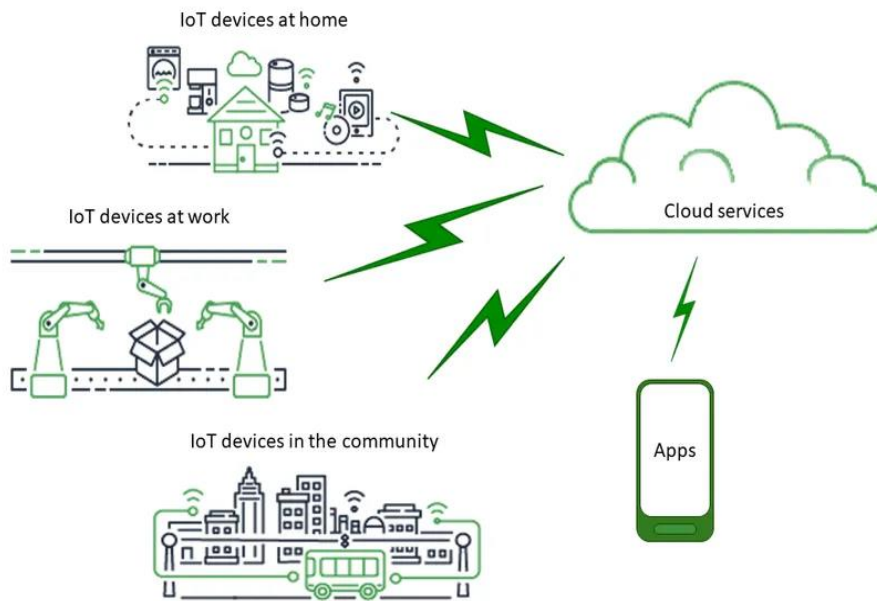 IoT devices at home
IoT devices at work
Cloud services
IoT devices in the community
Apps